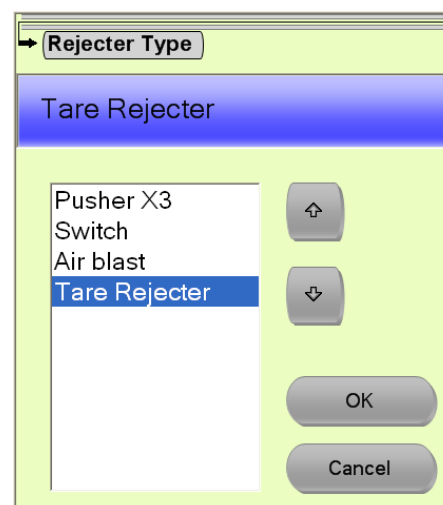 Rejecter Type
Tare Rejecter
Pusher X3
Switch
Air blast
Tare Rejecter
OK
Cancel